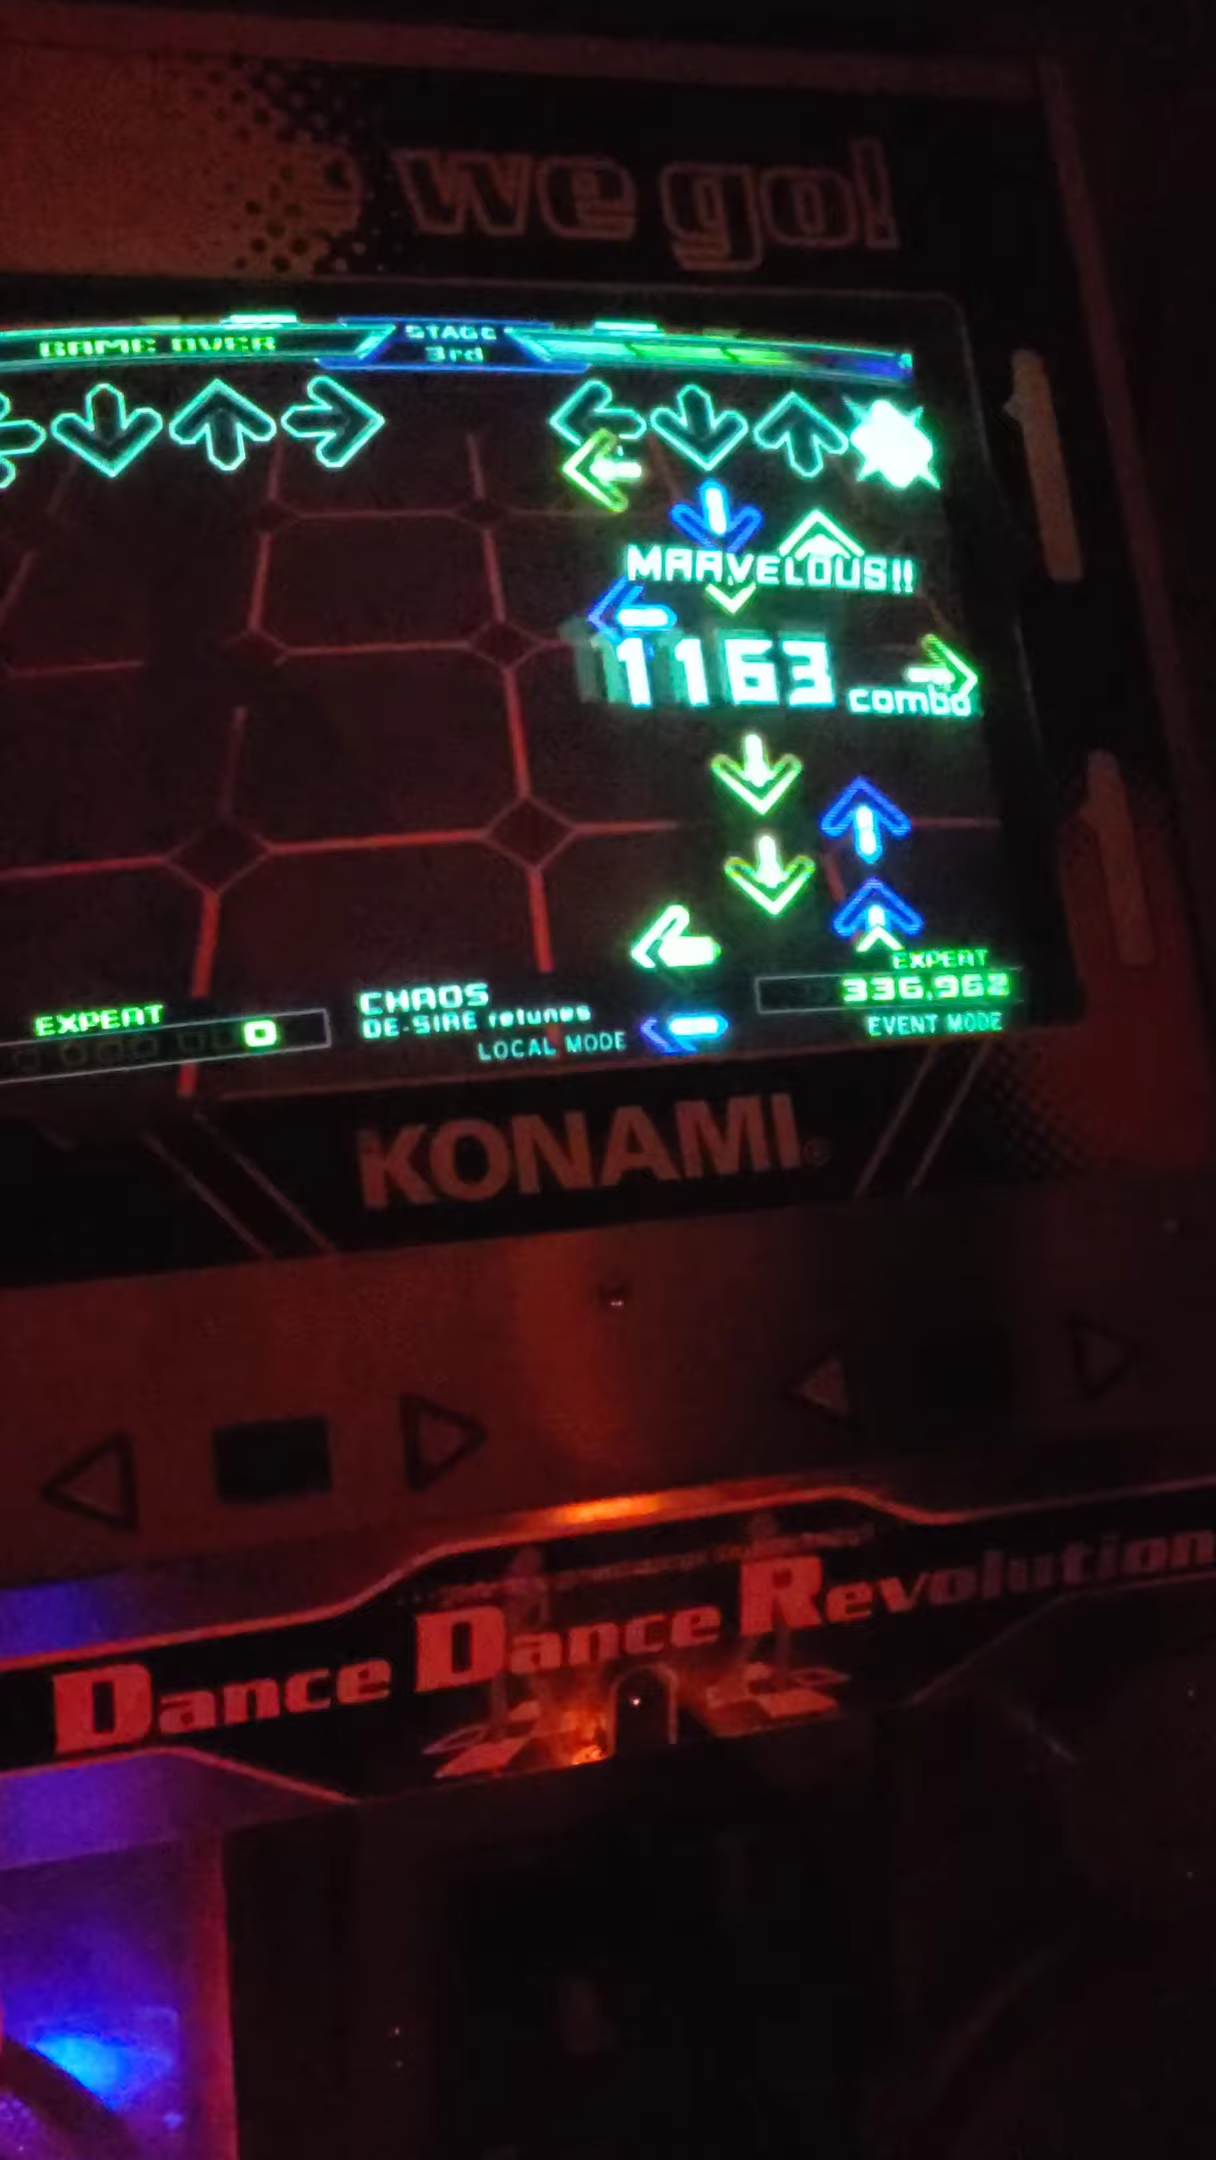 we go!
GAME OVER
STAGE
3rd
MARVELOUS!!
1163 combo
EXPERT
336,962
EVENT MODE
EXPERT
0
CHAOS
DE-SIRE retunes
LOCAL MODE
KONAMI
Dance Dance Revolution